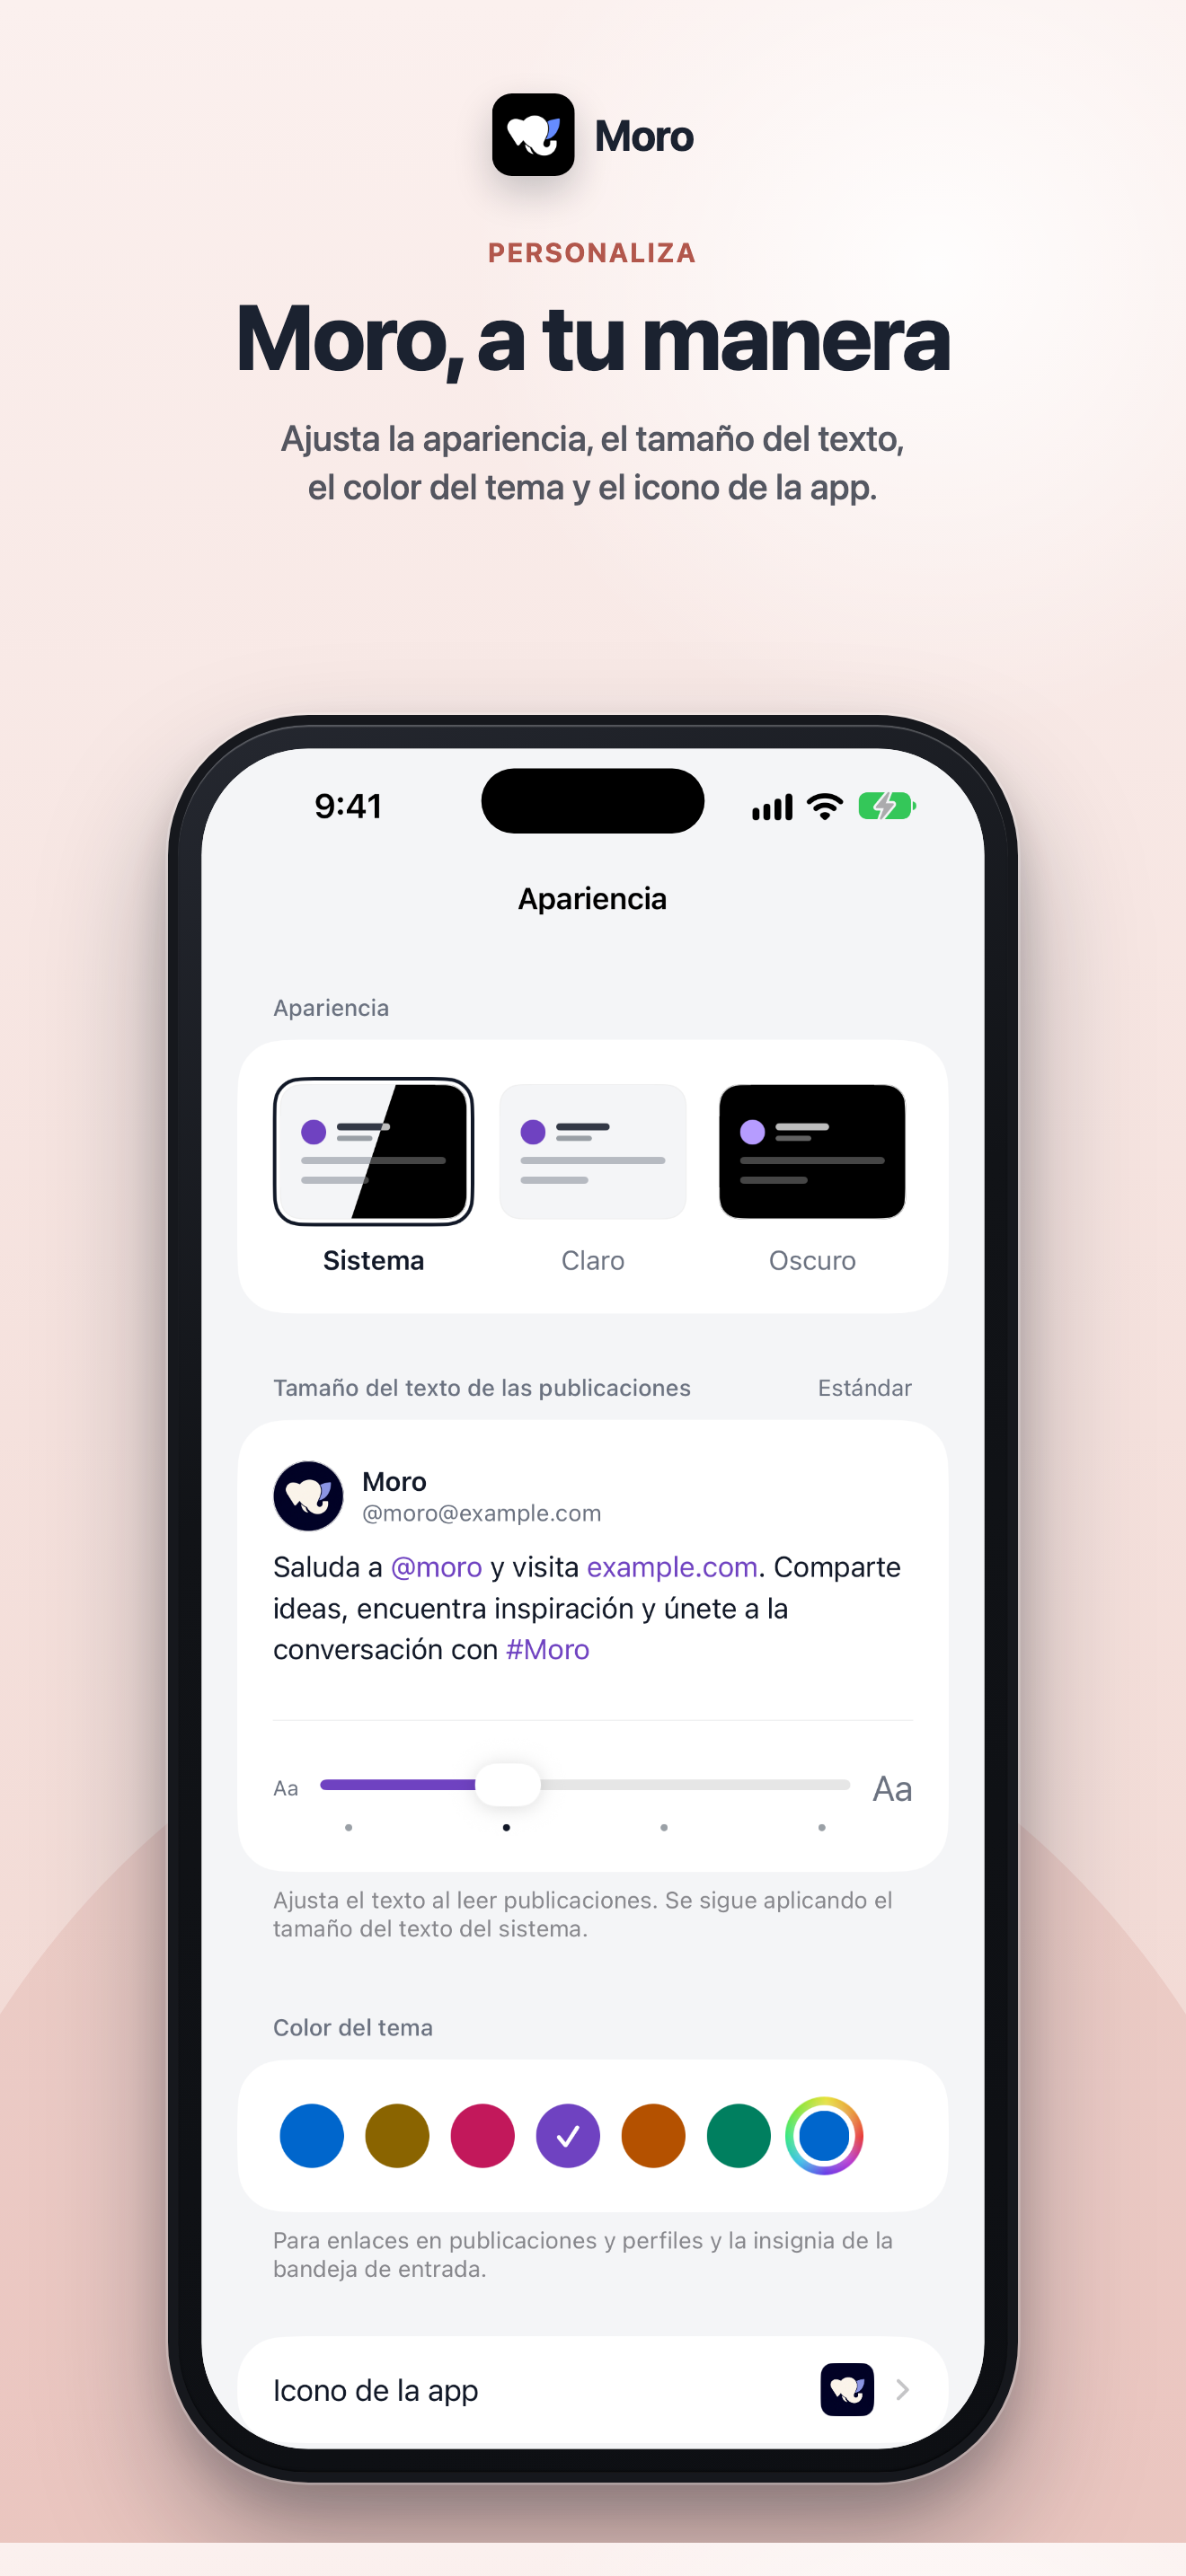 Moro
PERSONALIZA
Moro, a tu manera
Ajusta la apariencia, el tamaño del texto,
el color del tema y el icono de la app.
9:41
Apariencia
Apariencia
Sistema
Claro
Oscuro
Tamaño del texto de las publicaciones
Estándar
Moro
@moro@example.com
Saluda a @moro y visita example.com. Comparte
ideas, encuentra inspiración y únete a la
conversación con #Moro
Aa
Aa
Ajusta el texto al leer publicaciones. Se sigue aplicando el
tamaño del texto del sistema.
Color del tema
Para enlaces en publicaciones y perfiles y la insignia de la
bandeja de entrada.
Icono de la app